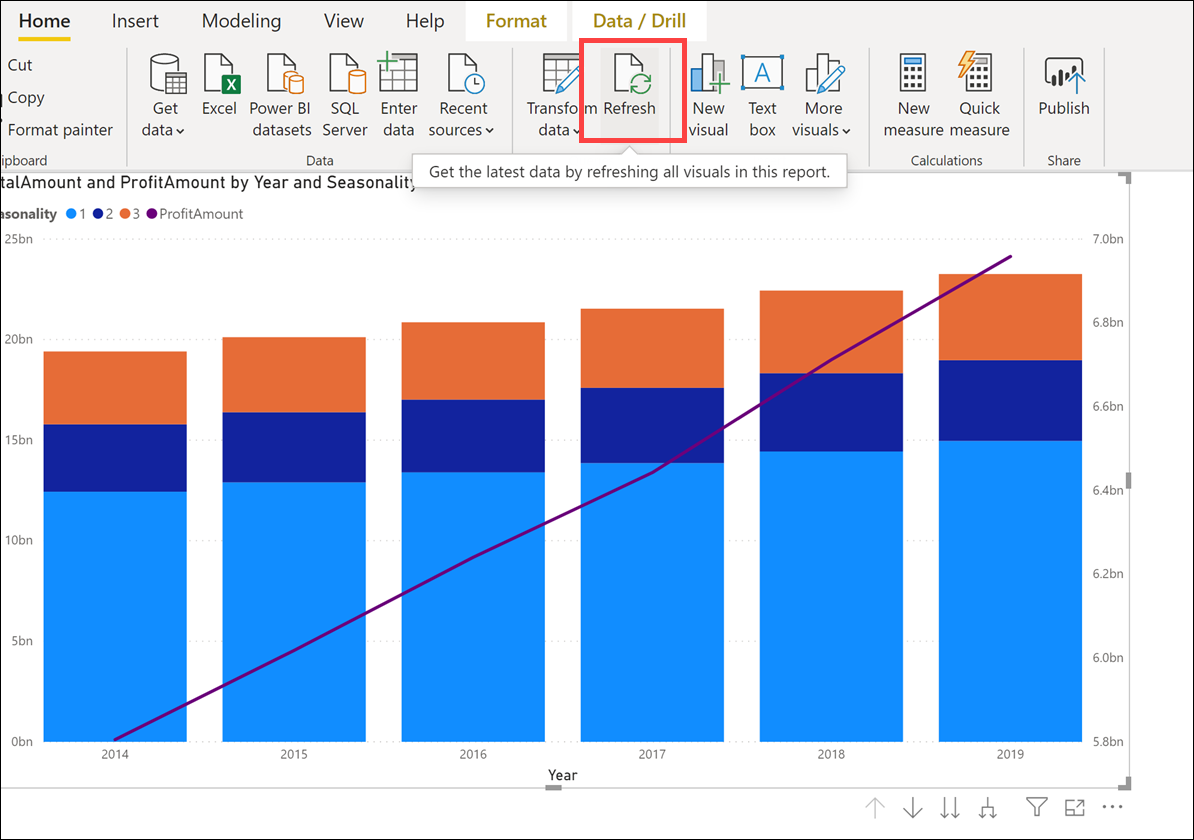 Home Insert Modeling View Help Format Data / Drill
Cut
Copy
Format painter
ipboard
Get data
Excel
Power BI datasets
SQL Server
Enter data
Recent sources
Data
Transform data
Refresh
New visual
Text box
A
More visuals
New measure
Quick measure
Calculations
Publish
Share
Get the latest data by refreshing all visuals in this report.
talAmount and ProfitAmount by Year and Seasonality
asonality 1 2 3 ProfitAmount
25bn
20bn
15bn
10bn
5bn
0bn
7.0bn
6.8bn
6.6bn
6.4bn
6.2bn
6.0bn
5.8bn
2014 2015 2016 2017 2018 2019
Year